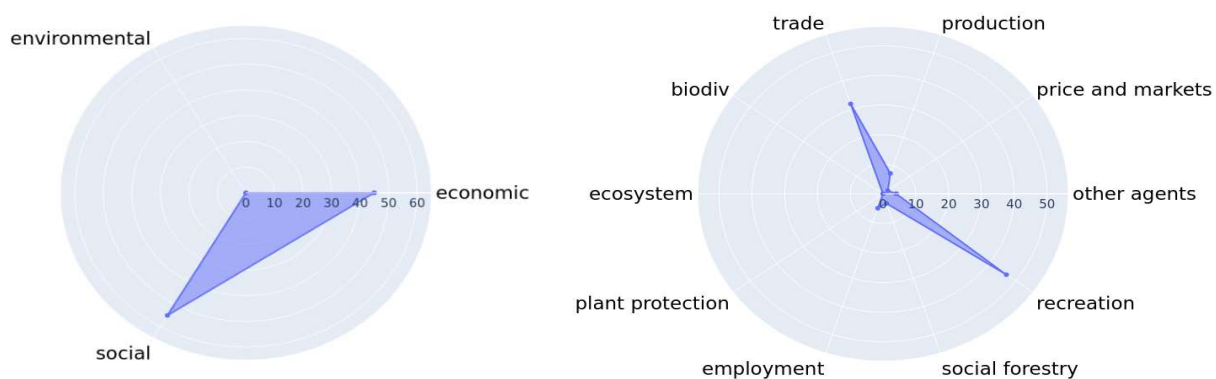 environmental
economic
0 10 20 30 40 50 60
social
trade
production
biodiv
price and markets
ecosystem
other agents
0 10 20 30 40 50
plant protection
recreation
employment
social forestry